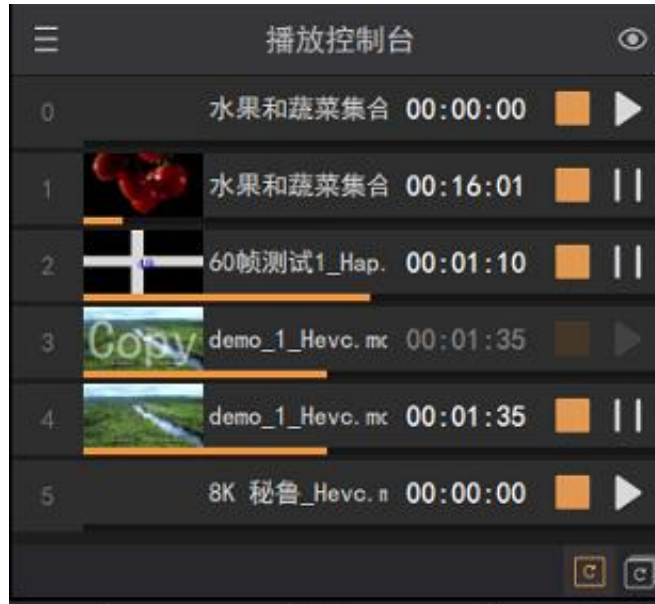 播放控制台
0 水果和蔬菜集合 00:00:00
1 水果和蔬菜集合 00:16:01
2 60帧测试1_Hap. 00:01:10
3 Copy demo_1_Hevc.mc 00:01:35
4 demo_1_Hevc.mc 00:01:35
5 8K 秘鲁_Hevc.m 00:00:00